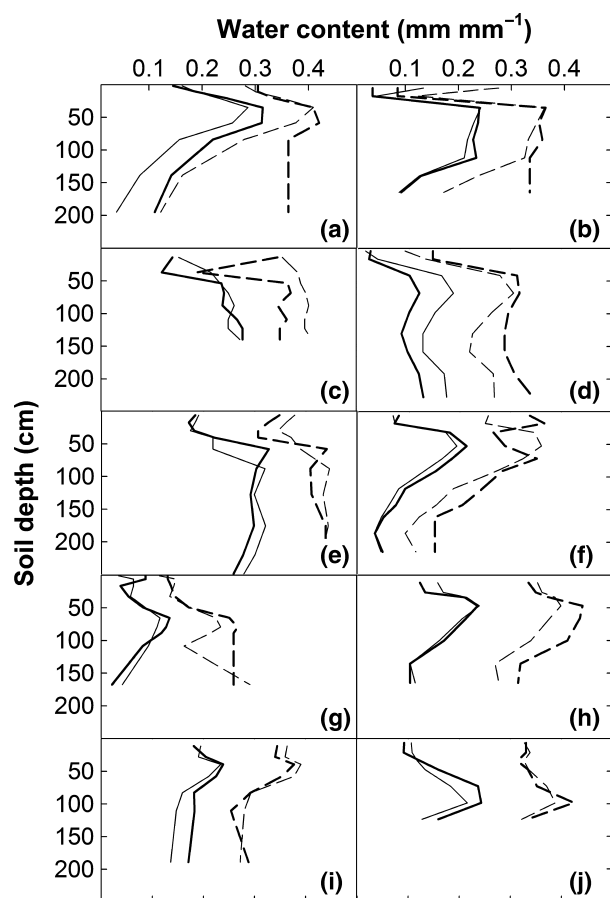 Water content (mm mm⁻¹)
0.1 0.2 0.3 0.4 0.1 0.2 0.3 0.4
Soil depth (cm)
50
100
150
200
(a)
(b)
50
100
150
200
(c)
(d)
50
100
150
200
(e)
(f)
50
100
150
200
(g)
(h)
50
100
150
200
(i)
(j)